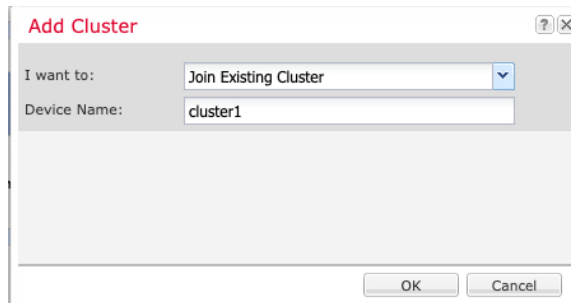 Add Cluster ? X
I want to: Join Existing Cluster
Device Name: cluster1
OK Cancel